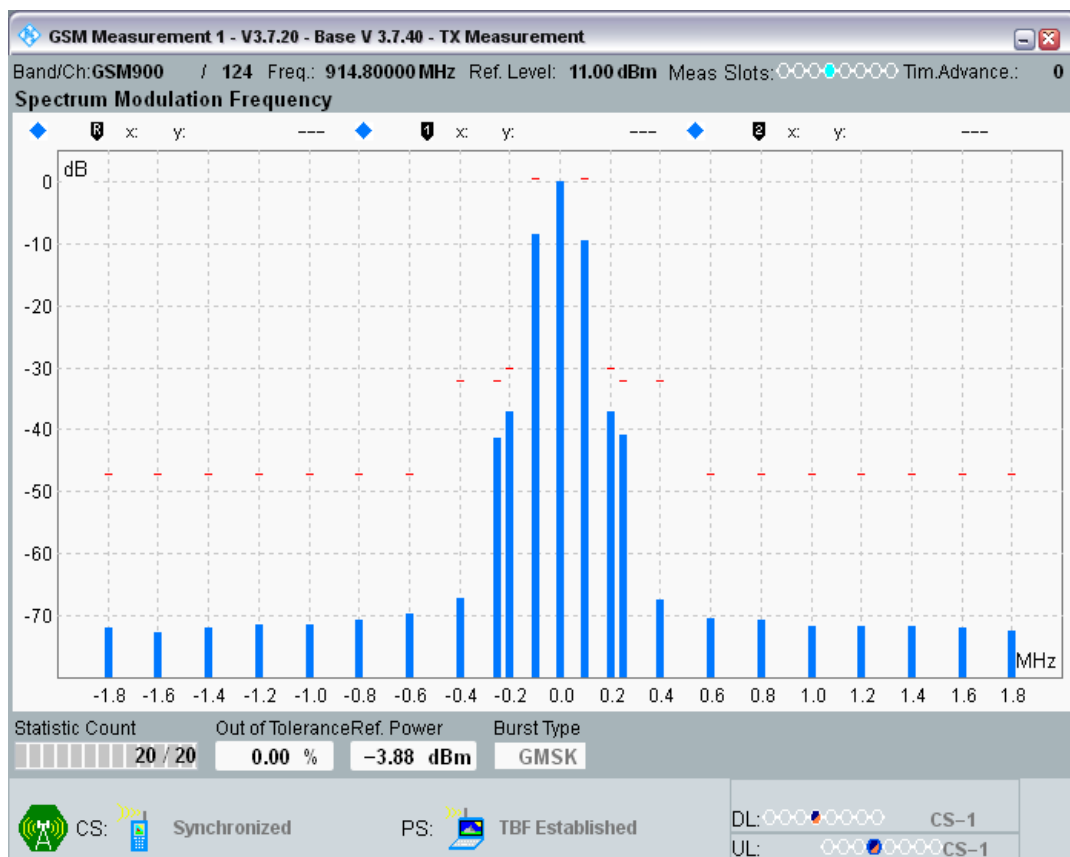 GSM Measurement 1 - V3.7.20 - Base V 3.7.40 - TX Measurement
Band/Ch:GSM900 / 124 Freq.: 914.80000 MHz Ref. Level: 11.00 dBm Meas Slots: Tim.Advance.: 0
Spectrum Modulation Frequency
R x: y: --- 1 x: y: --- 2 x: y: ---
dB
0
-10
-20
-30
-40
-50
-60
-70
MHz
-1.8 -1.6 -1.4 -1.2 -1.0 -0.8 -0.6 -0.4 -0.2 0.0 0.2 0.4 0.6 0.8 1.0 1.2 1.4 1.6 1.8
Statistic Count Out of Tolerance Ref. Power Burst Type
20 / 20 0.00 % −3.88 dBm GMSK
CS: Synchronized PS: TBF Established
DL: CS−1
UL: CS−1